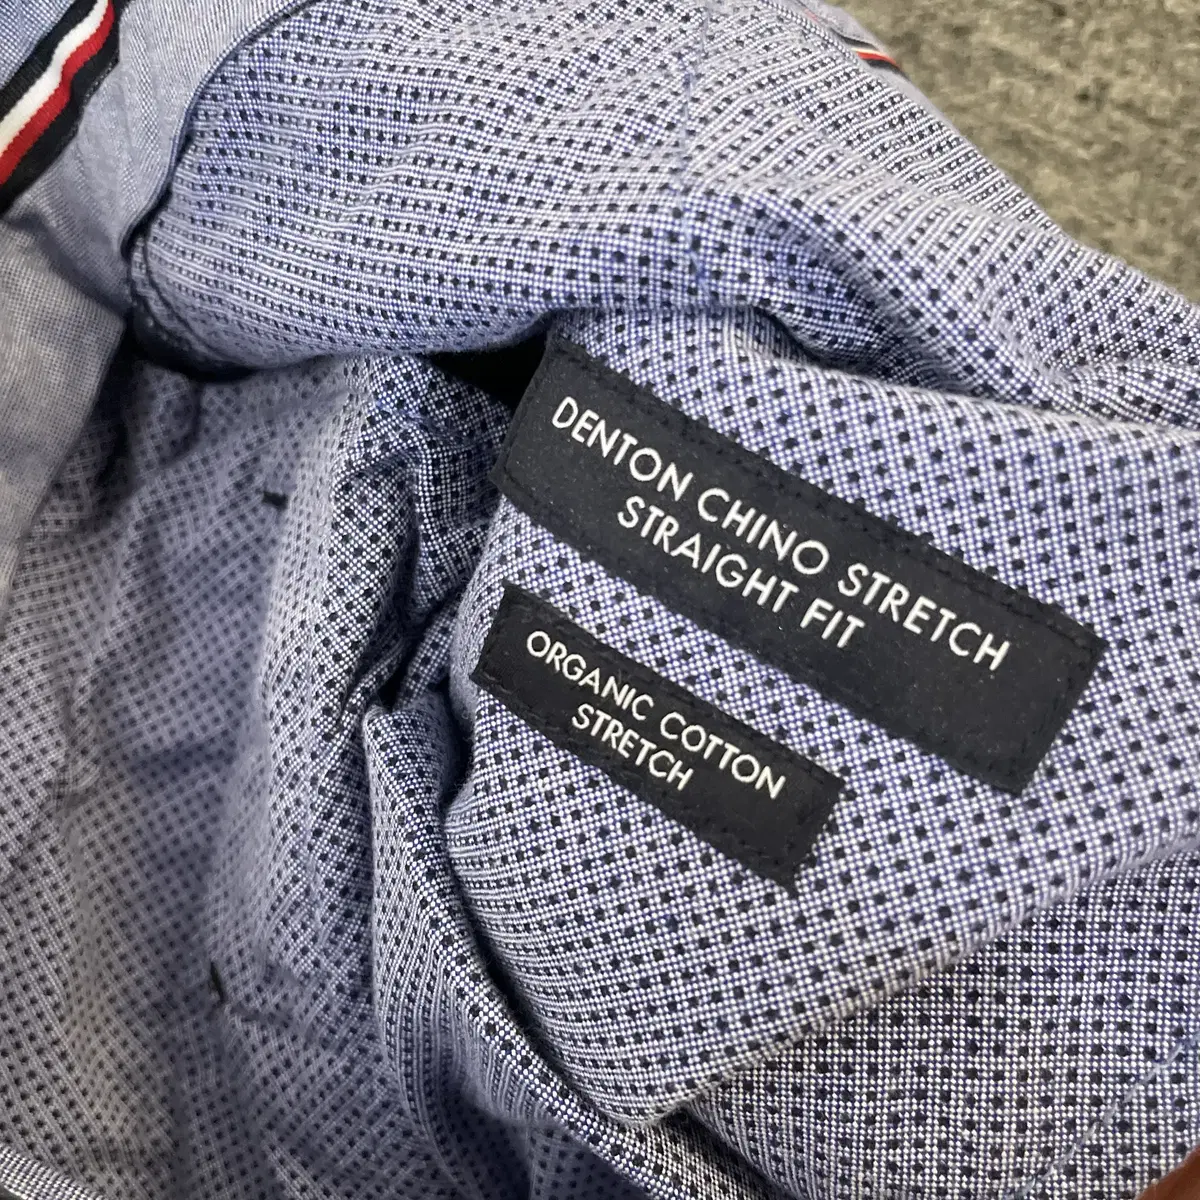 DENTON CHINO STRETCH
STRAIGHT FIT
ORGANIC COTTON
STRETCH